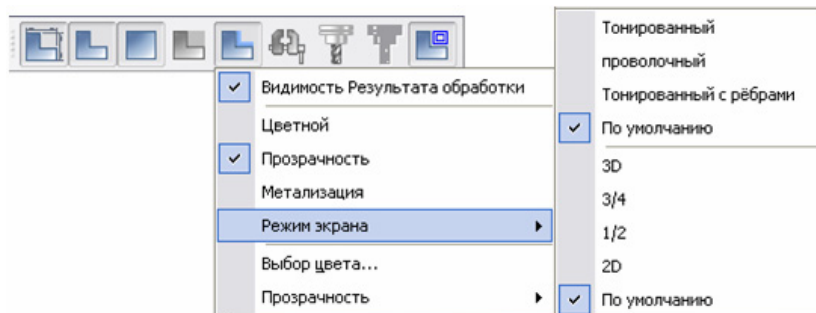 Видимость Результата обработки
Цветной
Прозрачность
Метализация
Режим экрана
Выбор цвета...
Прозрачность
Тонированный
проволочный
Тонированный с рёбрами
По умолчанию
3D
3/4
1/2
2D
По умолчанию